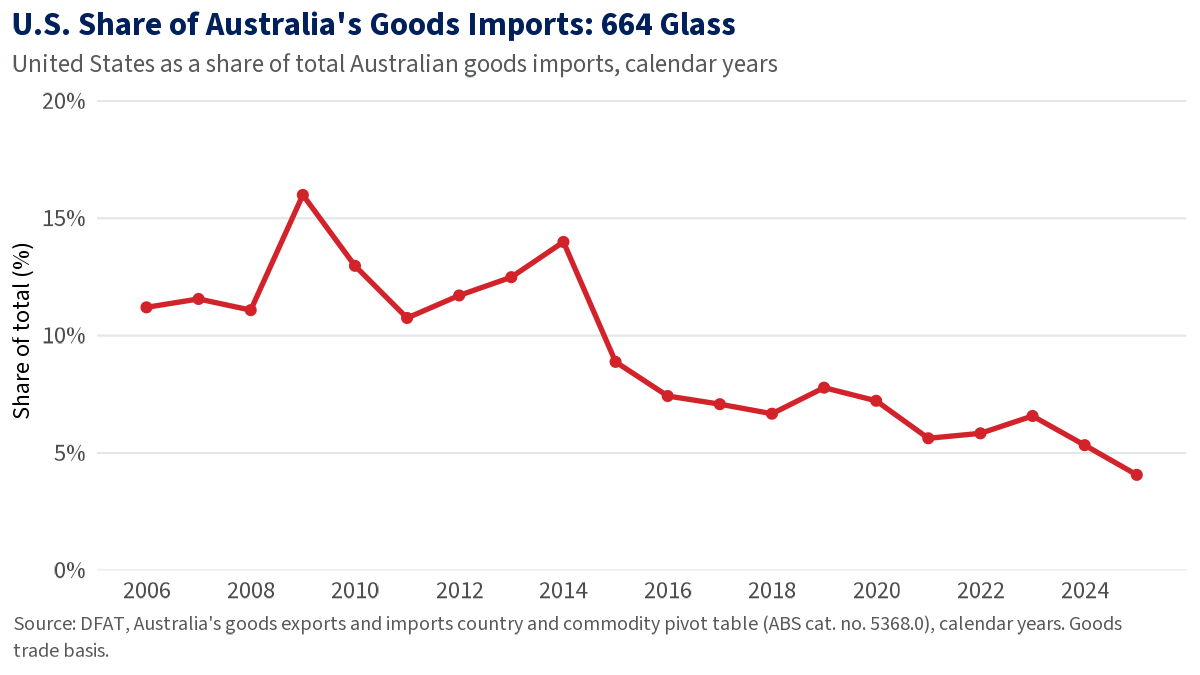 U.S. Share of Australia's Goods Imports: 664 Glass
United States as a share of total Australian goods imports, calendar years
Share of total (%)
20%
15%
10%
5%
0%
2006 2008 2010 2012 2014 2016 2018 2020 2022 2024
Source: DFAT, Australia's goods exports and imports country and commodity pivot table (ABS cat. no. 5368.0), calendar years. Goods
trade basis.